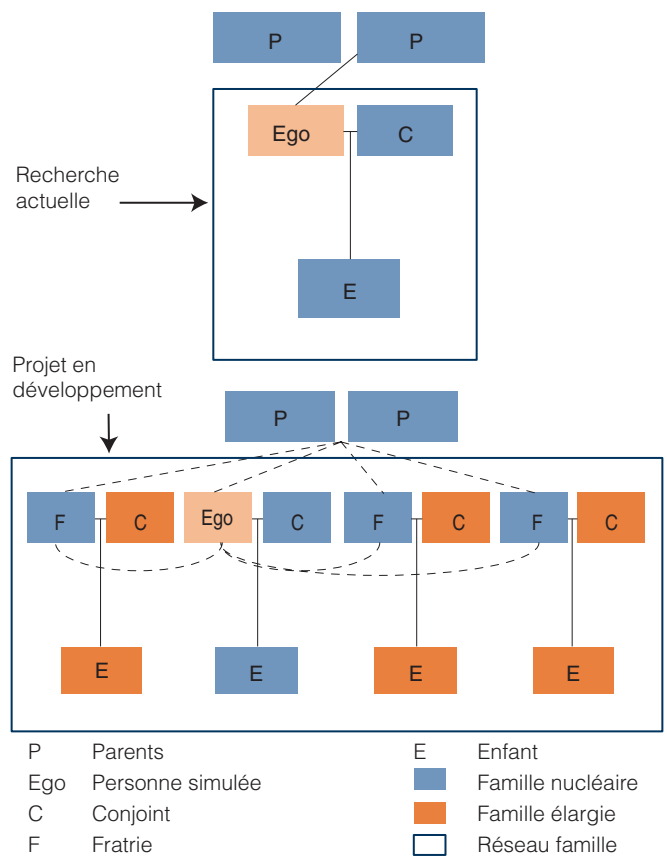 P P
Ego C
Recherche
actuelle
E
Projet en
développement
P P
F C Ego C F C F C
E E E E
P Parents E Enfant
Ego Personne simulée Famille nucléaire
C Conjoint Famille élargie
F Fratrie Réseau famille